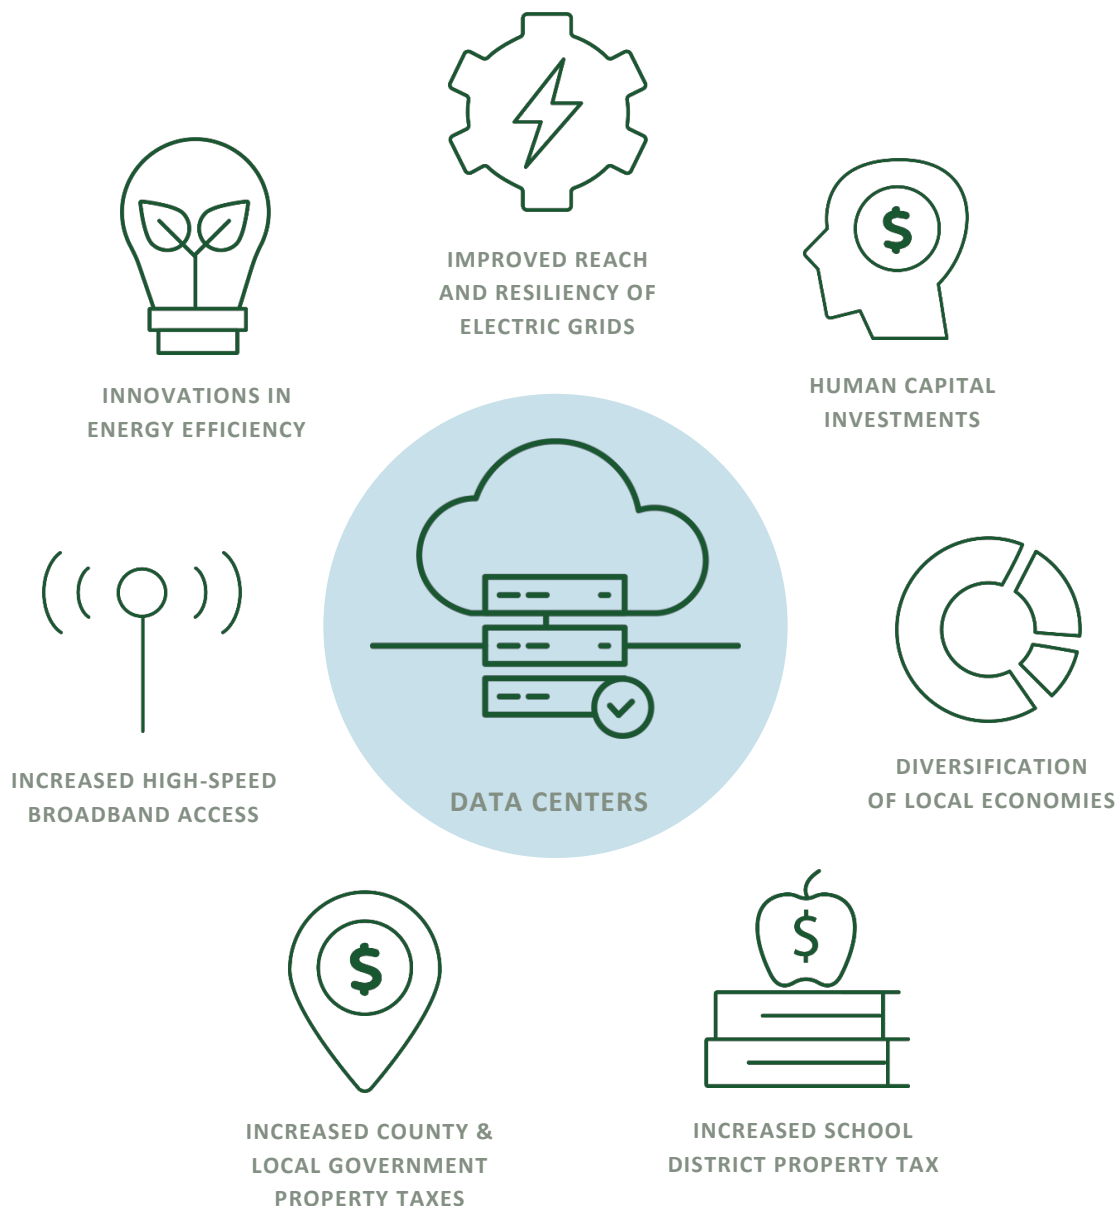 IMPROVED REACH
AND RESILIENCY OF
ELECTRIC GRIDS
INNOVATIONS IN
ENERGY EFFICIENCY
$
HUMAN CAPITAL
INVESTMENTS
INCREASED HIGH-SPEED
BROADBAND ACCESS
DATA CENTERS
DIVERSIFICATION
OF LOCAL ECONOMIES
$
INCREASED COUNTY &
LOCAL GOVERNMENT
PROPERTY TAXES
$
INCREASED SCHOOL
DISTRICT PROPERTY TAX